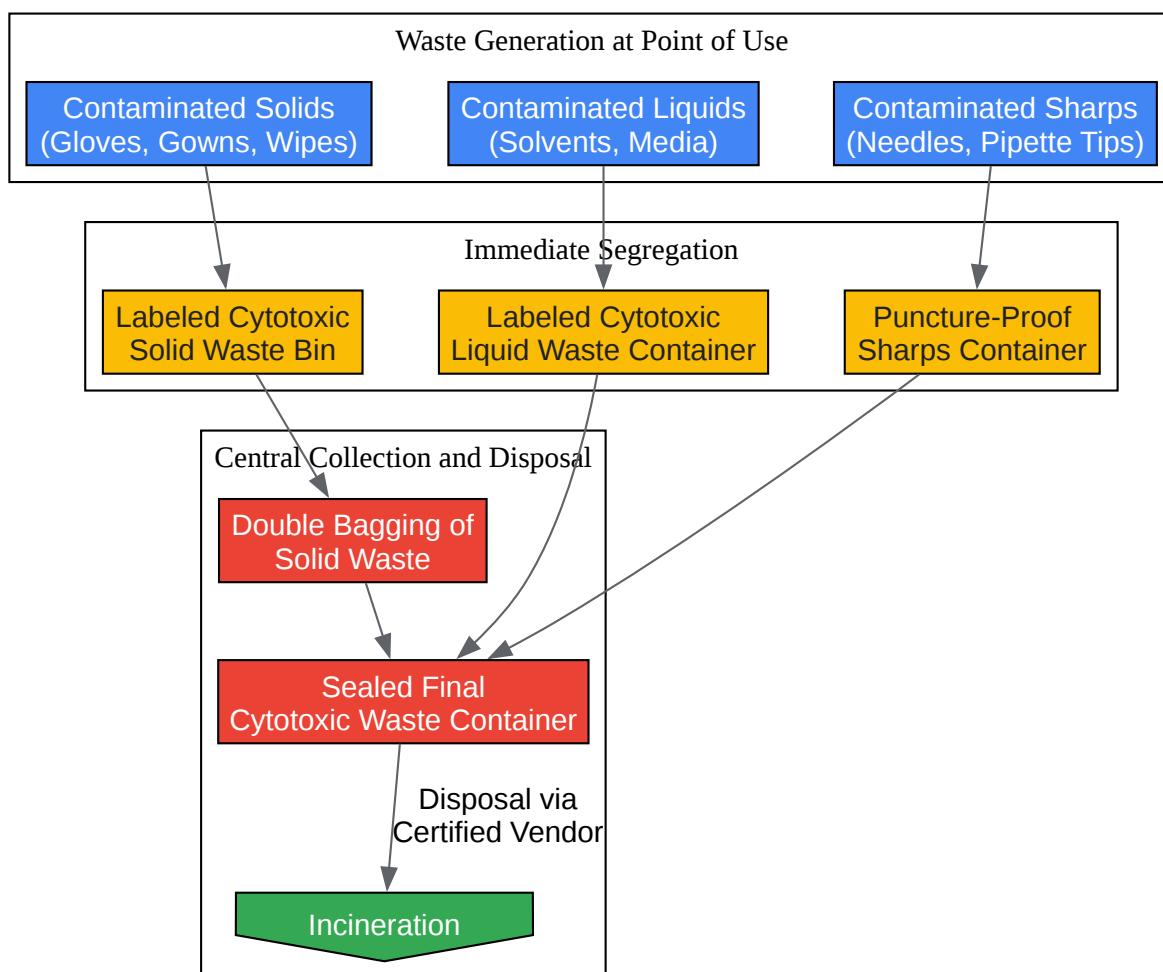 Waste Generation at Point of Use
Contaminated Solids
(Gloves, Gowns, Wipes)
Contaminated Liquids
(Solvents, Media)
Contaminated Sharps
(Needles, Pipette Tips)
Immediate Segregation
Labeled Cytotoxic
Solid Waste Bin
Labeled Cytotoxic
Liquid Waste Container
Puncture-Proof
Sharps Container
Central Collection and Disposal
Double Bagging of
Solid Waste
Sealed Final
Cytotoxic Waste Container
Disposal via
Certified Vendor
Incineration